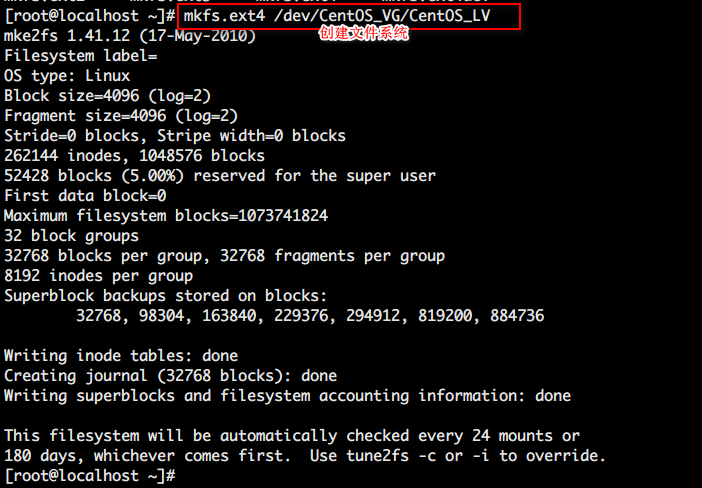 [root@localhost ~]# mkfs.ext4 /dev/CentOS_VG/CentOS_LV
mke2fs 1.41.12 (17-May-2010)
创建文件系统
Filesystem label=
OS type: Linux
Block size=4096 (log=2)
Fragment size=4096 (log=2)
Stride=0 blocks, Stripe width=0 blocks
262144 inodes, 1048576 blocks
52428 blocks (5.00%) reserved for the super user
First data block=0
Maximum filesystem blocks=1073741824
32 block groups
32768 blocks per group, 32768 fragments per group
8192 inodes per group
Superblock backups stored on blocks:
32768, 98304, 163840, 229376, 294912, 819200, 884736
Writing inode tables: done
Creating journal (32768 blocks): done
Writing superblocks and filesystem accounting information: done
This filesystem will be automatically checked every 24 mounts or
180 days, whichever comes first.  Use tune2fs -c or -i to override.
[root@localhost ~]#